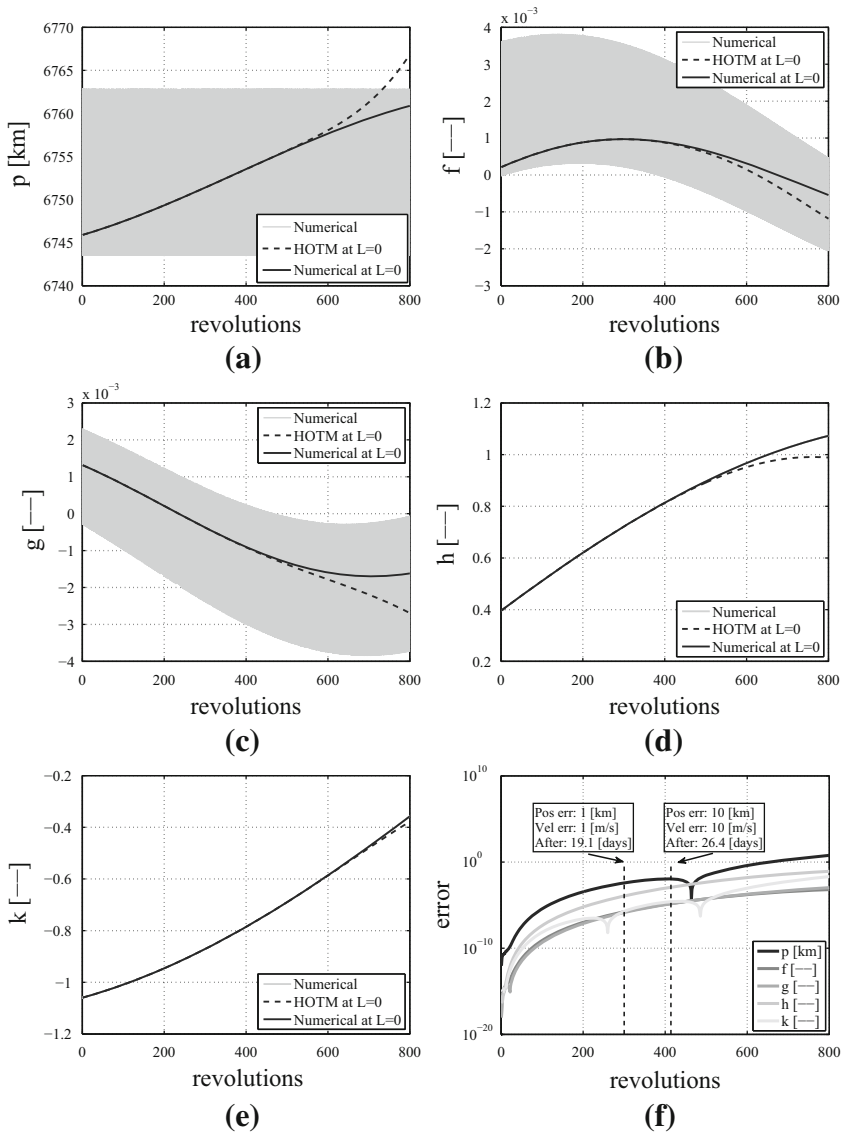 6770
6765
6760
6755
6750
6745
6740
p [km]
0 200 400 600 800
revolutions
Numerical
HOTM at L=0
Numerical at L=0
(a)
x 10⁻³
4
3
2
1
0
−1
−2
−3
f [−−]
0 200 400 600 800
revolutions
Numerical
HOTM at L=0
Numerical at L=0
(b)
x 10⁻³
3
2
1
0
−1
−2
−3
−4
g [−−]
0 200 400 600 800
revolutions
Numerical
HOTM at L=0
Numerical at L=0
(c)
1.2
1
0.8
0.6
0.4
0.2
h [−−]
0 200 400 600 800
revolutions
Numerical
HOTM at L=0
Numerical at L=0
(d)
−0.2
−0.4
−0.6
−0.8
−1
−1.2
k [−−]
0 200 400 600 800
revolutions
Numerical
HOTM at L=0
Numerical at L=0
(e)
10¹⁰
10⁰
10⁻¹⁰
10⁻²⁰
error
0 200 400 600 800
revolutions
Pos err: 1 [km]
Vel err: 1 [m/s]
After: 19.1 [days]
Pos err: 10 [km]
Vel err: 10 [m/s]
After: 26.4 [days]
p [km]
f [−−]
g [−−]
h [−−]
k [−−]
(f)